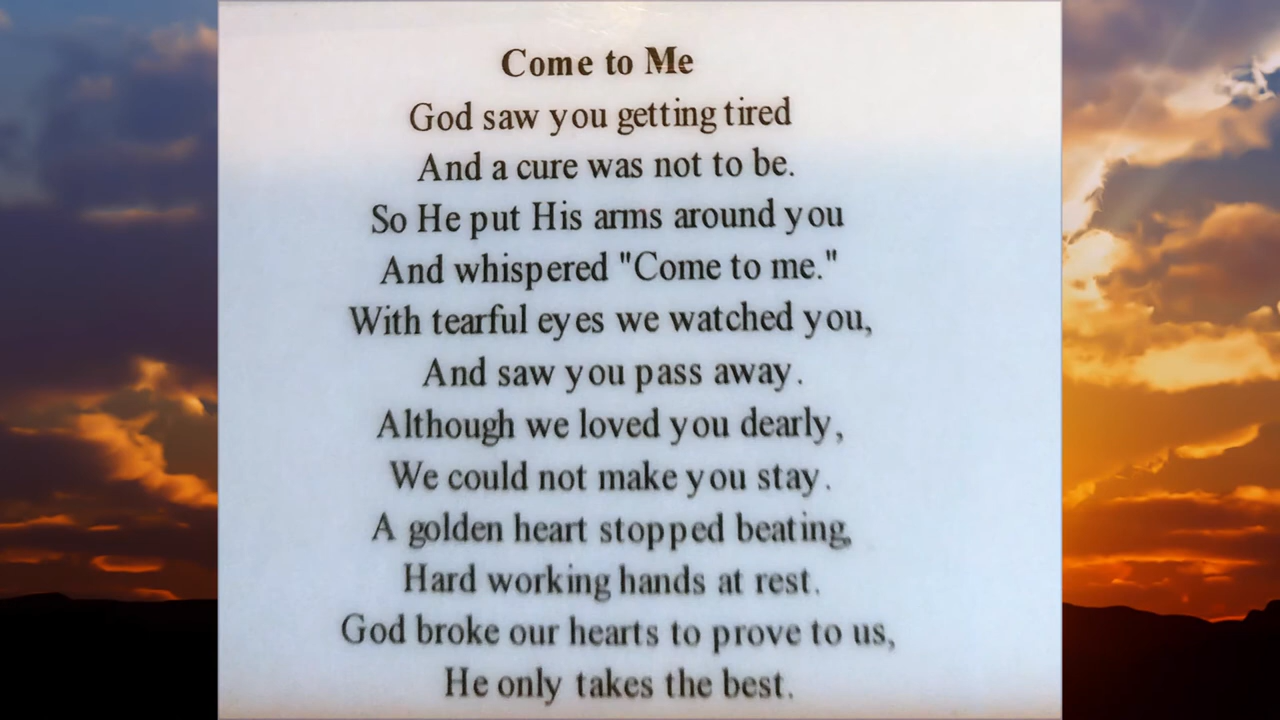 Come to Me
God saw you getting tired
And a cure was not to be.
So He put His arms around you
And whispered "Come to me."
With tearful eyes we watched you,
And saw you pass away.
Although we loved you dearly,
We could not make you stay.
A golden heart stopped beating,
Hard working hands at rest.
God broke our hearts to prove to us,
He only takes the best.